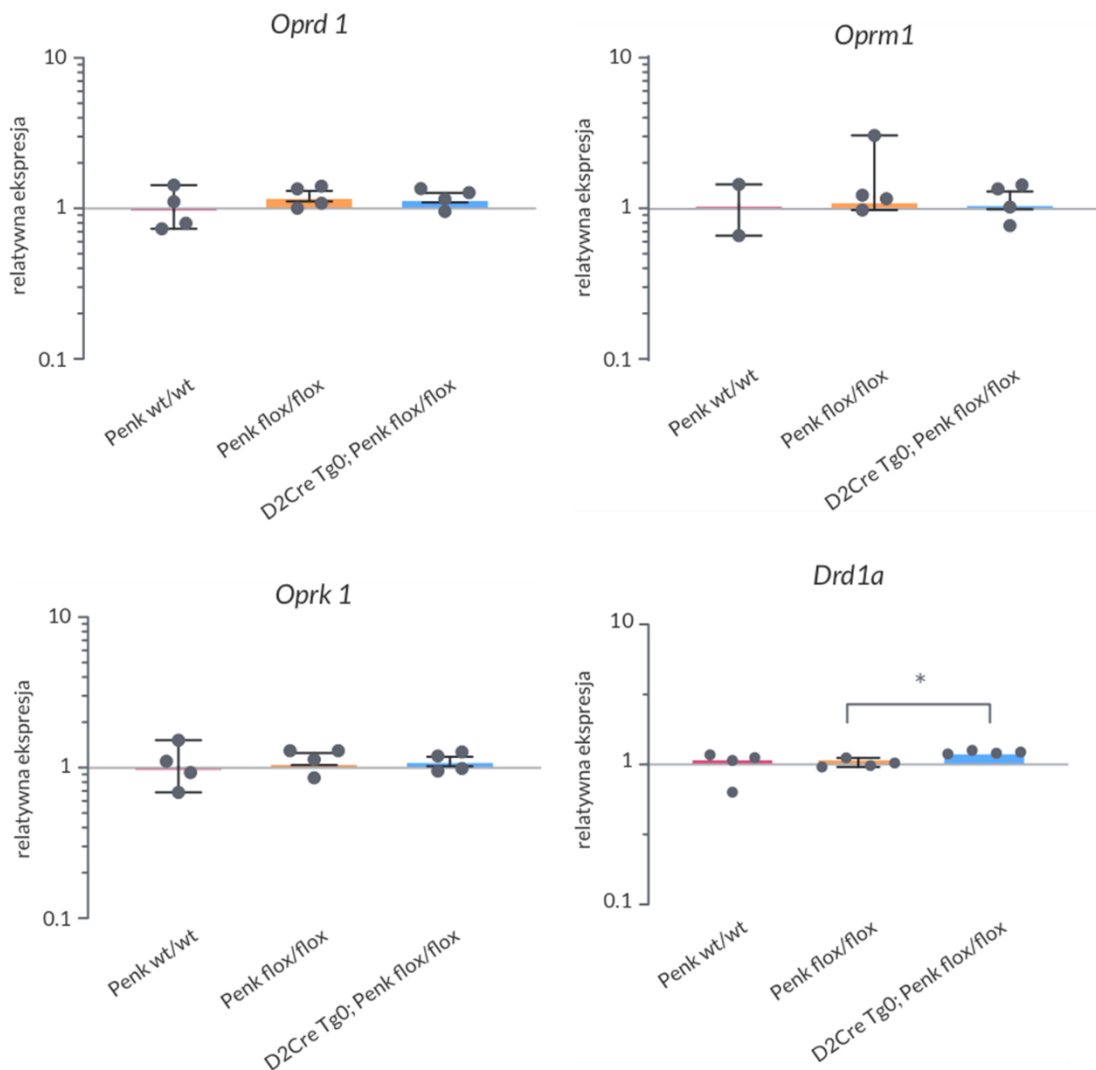 Oprd 1
10
1
0.1
relatywna ekspresja
Penk wt/wt
Penk flox/flox
D2Cre Tg0; Penk flox/flox
Oprm1
10
1
0.1
relatywna ekspresja
Penk wt/wt
Penk flox/flox
D2Cre Tg0; Penk flox/flox
Oprk 1
10
1
0.1
relatywna ekspresja
Penk wt/wt
Penk flox/flox
D2Cre Tg0; Penk flox/flox
Drd1a
*
10
1
0.1
relatywna ekspresja
Penk wt/wt
Penk flox/flox
D2Cre Tg0; Penk flox/flox